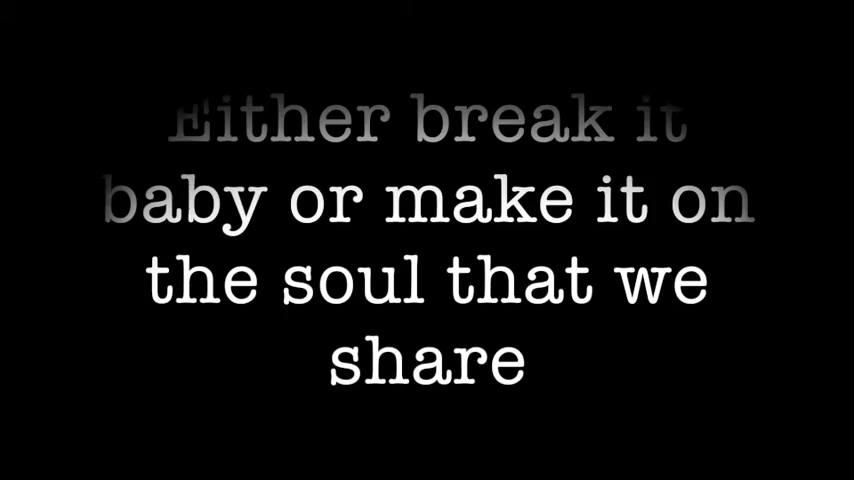 Either break it
baby or make it on
the soul that we
share